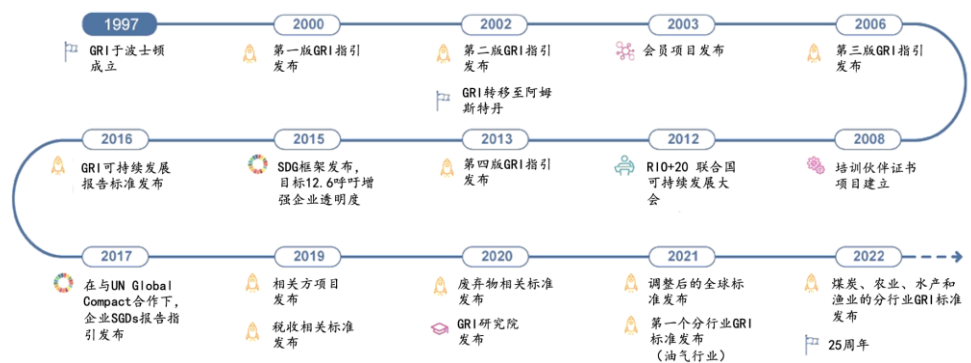 1997
GRI于波士顿
成立
2000
第一版GRI指引
发布
2002
第二版GRI指引
发布
GRI转移至阿姆
斯特丹
2003
会员项目发布
2006
第三版GRI指引
发布
2016
GRI可持续发展
报告标准发布
2015
SDG框架发布，
目标12.6呼吁增
强企业透明度
2013
第四版GRI指引
发布
2012
RIO+20 联合国
可持续发展大
会
2008
培训伙伴证书
项目建立
2017
在与UN Global
Compact合作下，
企业SGDs报告指
引发布
2019
相关方项目
发布
税收相关标准
发布
2020
废弃物相关标准
发布
GRI研究院
发布
2021
调整后的全球标
准发布
第一个分行业GRI
标准发布
（油气行业）
2022
煤炭、农业、水产和
渔业的分行业GRI标
准发布
25周年